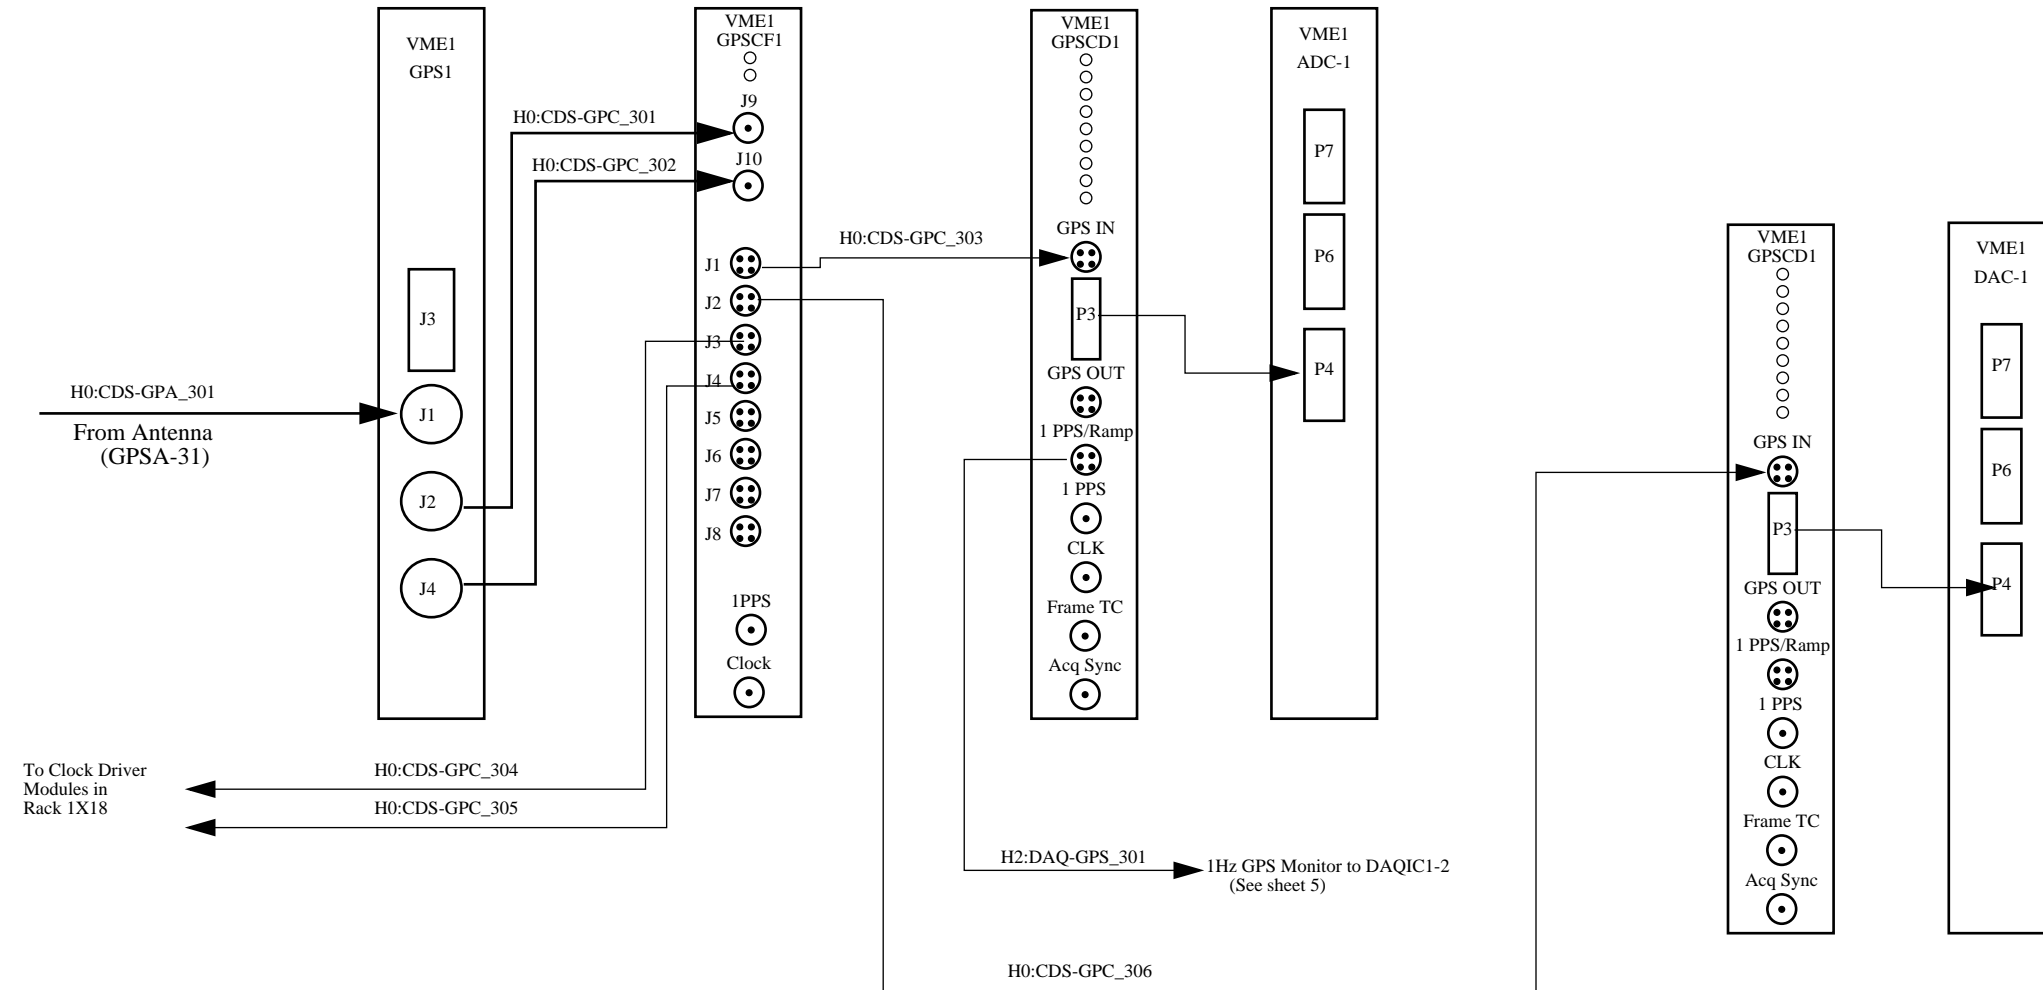 VME1
GPS1
J3
J1
J2
J4
H0:CDS-GPA_301
From Antenna
(GPSA-31)
H0:CDS-GPC_301
H0:CDS-GPC_302
VME1
GPSCF1
J9
J10
J1
J2
J3
J4
J5
J6
J7
J8
1PPS
Clock
H0:CDS-GPC_303
VME1
GPSCD1
GPS IN
P3
GPS OUT
1 PPS/Ramp
1 PPS
CLK
Frame TC
Acq Sync
VME1
ADC-1
P7
P6
P4
VME1
GPSCD1
GPS IN
P3
GPS OUT
1 PPS/Ramp
1 PPS
CLK
Frame TC
Acq Sync
VME1
DAC-1
P7
P6
P4
To Clock Driver
Modules in
Rack 1X18
H0:CDS-GPC_304
H0:CDS-GPC_305
H2:DAQ-GPS_301
1Hz GPS Monitor to DAQIC1-2
(See sheet 5)
H0:CDS-GPC_306